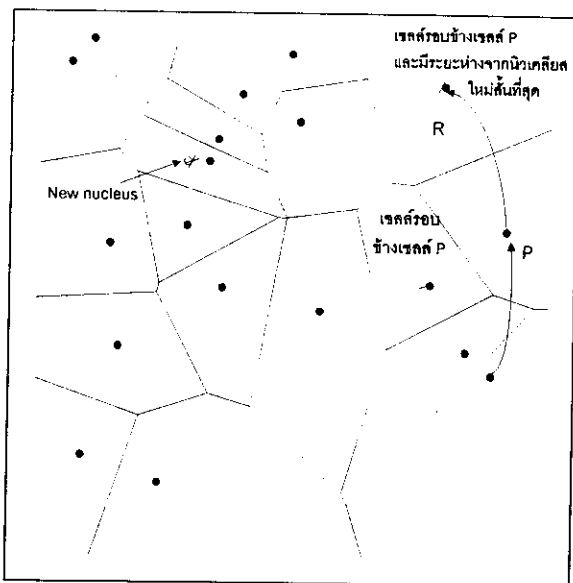 เซลล์รอบข้างเซลล์ P
และมีระยะห่างจากนิวเคลียส
ใหม่สั้นที่สุด
R
New nucleus
เซลล์รอบ
ข้างเซลล์ P
P